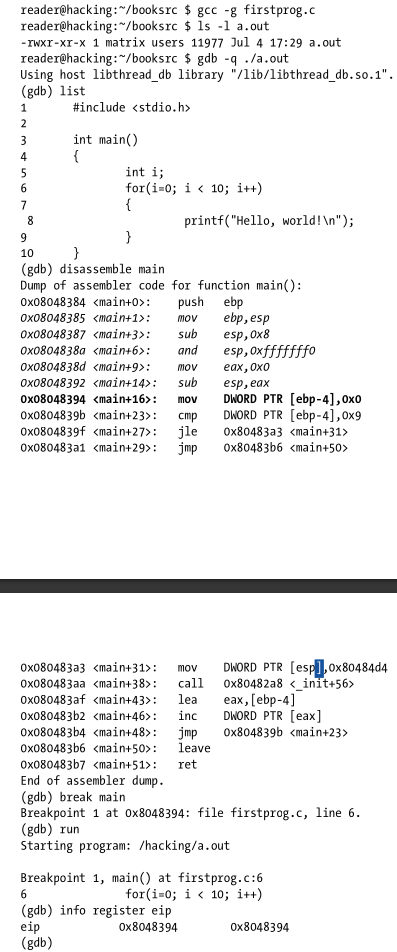 reader@hacking:~/booksrc $ gcc -g firstprog.c
reader@hacking:~/booksrc $ ls -l a.out
-rwxr-xr-x 1 matrix users 11977 Jul 4 17:29 a.out
reader@hacking:~/booksrc $ gdb -q ./a.out
Using host libthread_db library "/lib/libthread_db.so.1".
(gdb) list
1 #include <stdio.h>
2
3 int main()
4 {
5 int i;
6 for(i=0; i < 10; i++)
7 {
8 printf("Hello, world!\n");
9 }
10 }
(gdb) disassemble main
Dump of assembler code for function main():
0x08048384 <main+0>: push ebp
0x08048385 <main+1>: mov ebp,esp
0x08048387 <main+3>: sub esp,0x8
0x0804838a <main+6>: and esp,0xfffffff0
0x0804838d <main+9>: mov eax,0x0
0x08048392 <main+14>: sub esp,eax
0x08048394 <main+16>: mov DWORD PTR [ebp-4],0x0
0x0804839b <main+23>: cmp DWORD PTR [ebp-4],0x9
0x0804839f <main+27>: jle 0x80483a3 <main+31>
0x080483a1 <main+29>: jmp 0x80483b6 <main+50>
0x080483a3 <main+31>: mov DWORD PTR [esp],0x80484d4
0x080483aa <main+38>: call 0x80482a8 <_init+56>
0x080483af <main+43>: lea eax,[ebp-4]
0x080483b2 <main+46>: inc DWORD PTR [eax]
0x080483b4 <main+48>: jmp 0x804839b <main+23>
0x080483b6 <main+50>: leave
0x080483b7 <main+51>: ret
End of assembler dump.
(gdb) break main
Breakpoint 1 at 0x8048394: file firstprog.c, line 6.
(gdb) run
Starting program: /hacking/a.out
Breakpoint 1, main() at firstprog.c:6
6 for(i=0; i < 10; i++)
(gdb) info register eip
eip 0x8048394 0x8048394
(gdb)